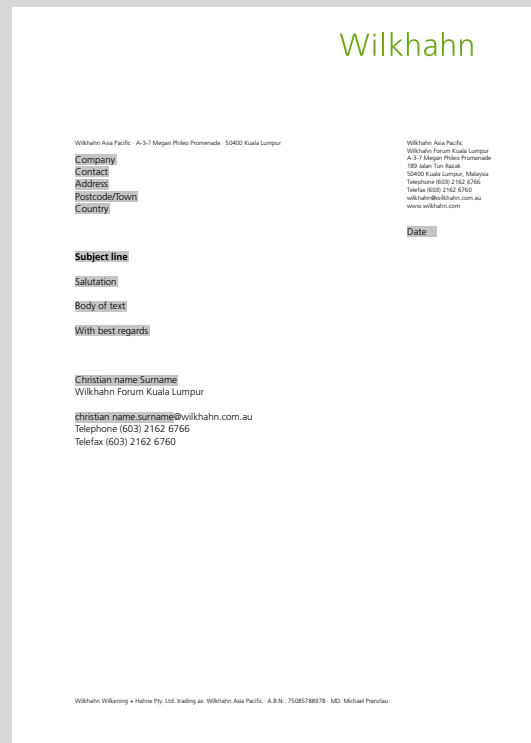 Wilkhahn
Wilkhahn Asia Pacific · A-3-7 Megan Phileo Promenade · 50400 Kuala Lumpur
Company
Contact
Address
Postcode/Town
Country
Wilkhahn Asia Pacific
Wilkhahn Forum Kuala Lumpur
A-3-7 Megan Phileo Promenade
189 Jalan Tun Razak
50400 Kuala Lumpur, Malaysia
Telephone (603) 2162 6766
Telefax (603) 2162 6760
wilkhahn@wilkhahn.com.au
www.wilkhahn.com
Date
Subject line
Salutation
Body of text
With best regards
Christian name Surname
Wilkhahn Forum Kuala Lumpur
christian name.surname@wilkhahn.com.au
Telephone (603) 2162 6766
Telefax (603) 2162 6760
Wilkhahn Wilkening + Hahne Pty. Ltd. trading as: Wilkhahn Asia Pacific · A.B.N.: 75085788978 · MD: Michael Prenzlau